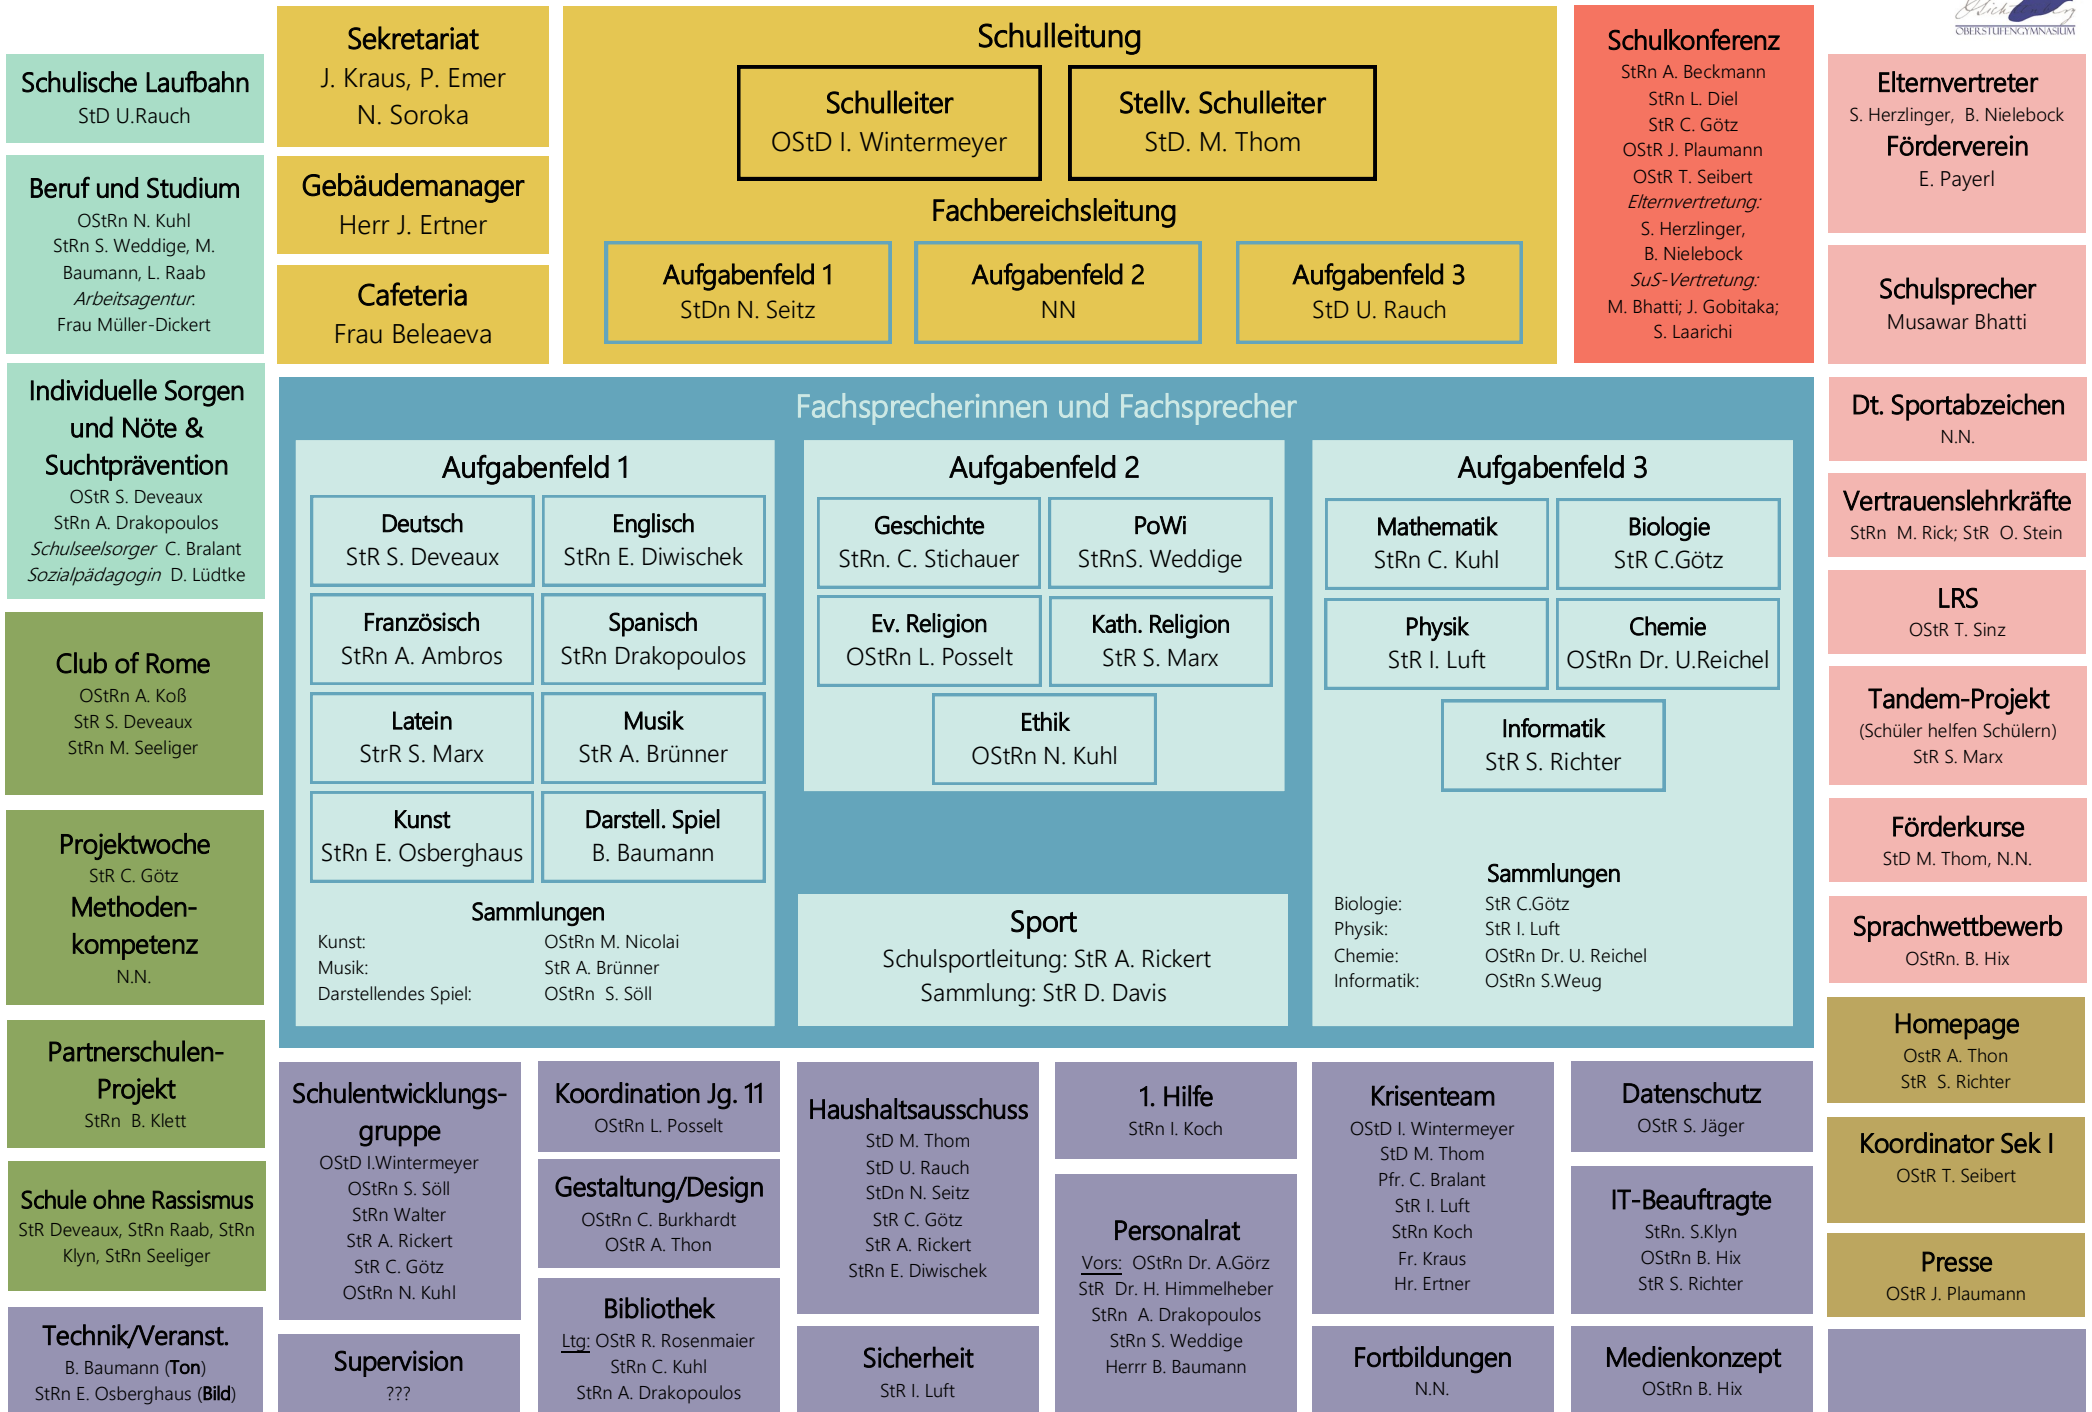 Schulische Laufbahn
StD U.Rauch
Beruf und Studium
OStRn N. Kuhl
StRn S. Weddige, M.
Baumann, L. Raab
Arbeitsagentur:
Frau Müller-Dickert
Individuelle Sorgen
und Nöte &
Suchtprävention
OStR S. Deveaux
StRn A. Drakopoulos
Schulseelsorger C. Bralant
Sozialpädagogin D. Lüdtke
Club of Rome
OStRn A. Koß
StR S. Deveaux
StRn M. Seeliger
Projektwoche
StR C. Götz
Methoden-
kompetenz
N.N.
Partnerschulen-
Projekt
StRn B. Klett
Schule ohne Rassismus
StR Deveaux, StRn Raab, StRn
Klyn, StRn Seeliger
Technik/Veranst.
B. Baumann (Ton)
StRn E. Osberghaus (Bild)
Sekretariat
J. Kraus, P. Emer
N. Soroka
Gebäudemanager
Herr J. Ertner
Cafeteria
Frau Beleaeva
Schulleitung
Schulleiter
OStD I. Wintermeyer
Stellv. Schulleiter
StD. M. Thom
Fachbereichsleitung
Aufgabenfeld 1
StDn N. Seitz
Aufgabenfeld 2
NN
Aufgabenfeld 3
StD U. Rauch
Schulkonferenz
StRn A. Beckmann
StRn L. Diel
StR C. Götz
OStR J. Plaumann
OStR T. Seibert
Elternvertretung:
S. Herzlinger,
B. Nielebock
SuS-Vertretung:
M. Bhatti; J. Gobitaka;
S. Laarichi
Fachsprecherinnen und Fachsprecher
Aufgabenfeld 1
Deutsch
StR S. Deveaux
Englisch
StRn E. Diwischek
Französisch
StRn A. Ambros
Spanisch
StRn Drakopoulos
Latein
StrR S. Marx
Musik
StR A. Brünner
Kunst
StRn E. Osberghaus
Darstell. Spiel
B. Baumann
Sammlungen
Kunst: OStRn M. Nicolai
Musik: StR A. Brünner
Darstellendes Spiel: OStRn S. Söll
Aufgabenfeld 2
Geschichte
StRn. C. Stichauer
PoWi
StRnS. Weddige
Ev. Religion
OStRn L. Posselt
Kath. Religion
StR S. Marx
Ethik
OStRn N. Kuhl
Sport
Schulsportleitung: StR A. Rickert
Sammlung: StR D. Davis
Aufgabenfeld 3
Mathematik
StRn C. Kuhl
Biologie
StR C.Götz
Physik
StR I. Luft
Chemie
OStRn Dr. U.Reichel
Informatik
StR S. Richter
Sammlungen
Biologie: StR C.Götz
Physik: StR I. Luft
Chemie: OStRn Dr. U. Reichel
Informatik: OStRn S.Weug
Schulentwicklungs-
gruppe
OStD I.Wintermeyer
OStRn S. Söll
StRn Walter
StR A. Rickert
StR C. Götz
OStRn N. Kuhl
Supervision
???
Koordination Jg. 11
OStRn L. Posselt
Gestaltung/Design
OStRn C. Burkhardt
OStR A. Thon
Bibliothek
Ltg: OStR R. Rosenmaier
StRn C. Kuhl
StRn A. Drakopoulos
Haushaltsausschuss
StD M. Thom
StD U. Rauch
StDn N. Seitz
StR C. Götz
StR A. Rickert
StRn E. Diwischek
Sicherheit
StR I. Luft
1. Hilfe
StRn I. Koch
Personalrat
Vors: OStRn Dr. A.Görz
StR Dr. H. Himmelheber
StRn A. Drakopoulos
StRn S. Weddige
Herrr B. Baumann
Krisenteam
OStD I. Wintermeyer
StD M. Thom
Pfr. C. Bralant
StR I. Luft
StRn Koch
Fr. Kraus
Hr. Ertner
Fortbildungen
N.N.
Datenschutz
OStR S. Jäger
IT-Beauftragte
StRn. S.Klyn
OStRn B. Hix
StR S. Richter
Medienkonzept
OStRn B. Hix
OBERSTUFENGYMNASIUM
Elternvertreter
S. Herzlinger, B. Nielebock
Förderverein
E. Payerl
Schulsprecher
Musawar Bhatti
Dt. Sportabzeichen
N.N.
Vertrauenslehrkräfte
StRn M. Rick; StR O. Stein
LRS
OStR T. Sinz
Tandem-Projekt
(Schüler helfen Schülern)
StR S. Marx
Förderkurse
StD M. Thom, N.N.
Sprachwettbewerb
OStRn. B. Hix
Homepage
OstR A. Thon
StR S. Richter
Koordinator Sek I
OStR T. Seibert
Presse
OStR J. Plaumann